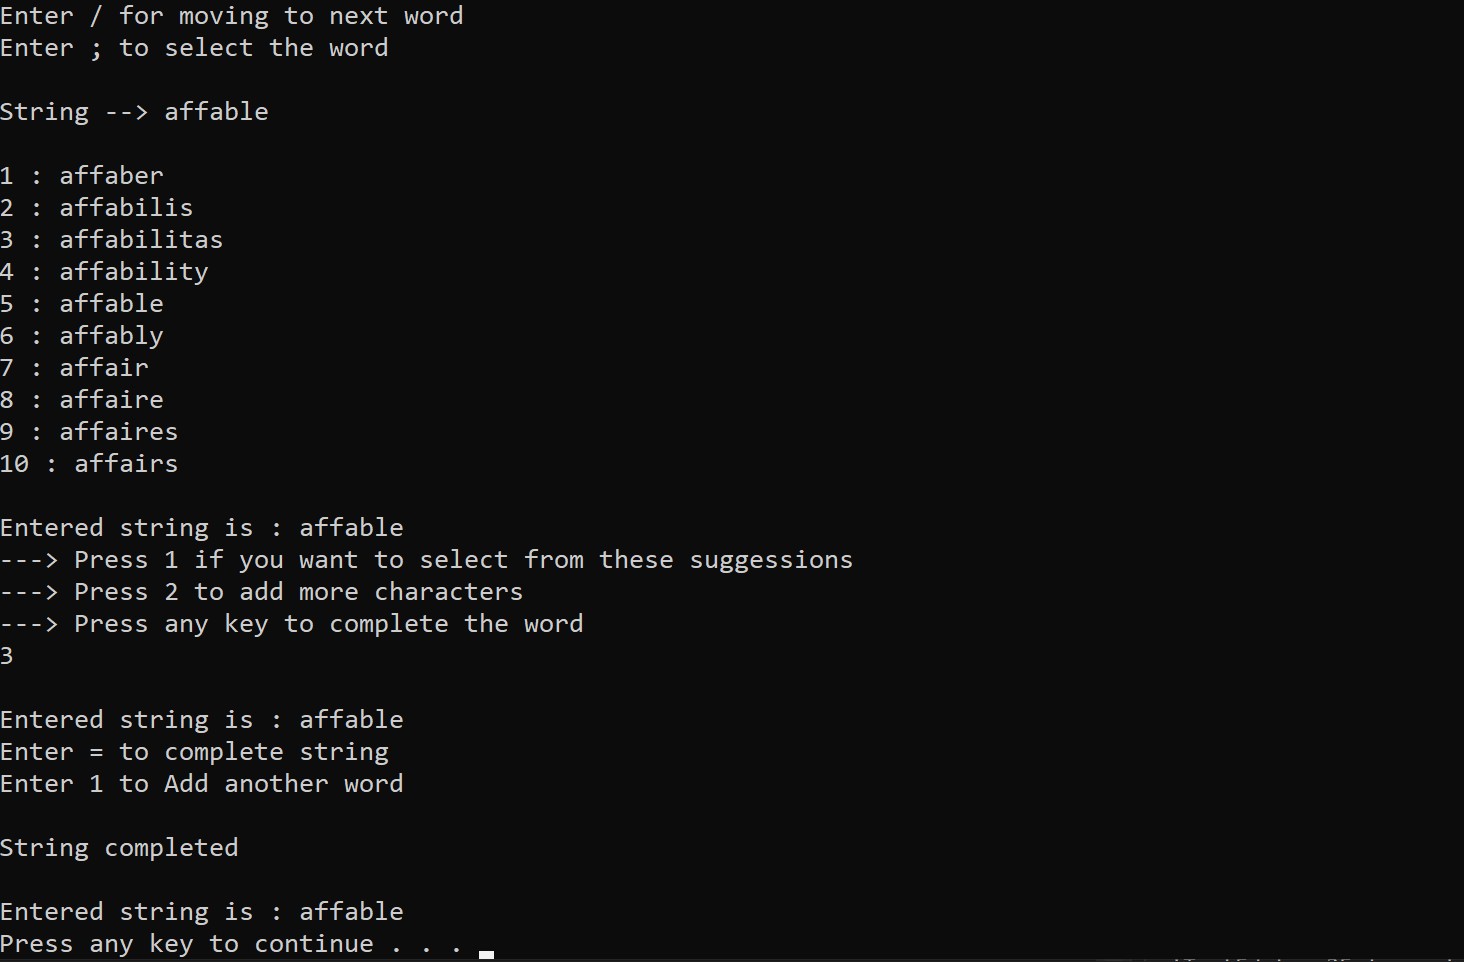 Enter / for moving to next word
Enter ; to select the word
String --> affable
1 : affaber
2 : affabilis
3 : affabilitas
4 : affability
5 : affable
6 : affably
7 : affair
8 : affaire
9 : affaires
10 : affairs
Entered string is : affable
---> Press 1 if you want to select from these suggessions
---> Press 2 to add more characters
---> Press any key to complete the word
3
Entered string is : affable
Enter = to complete string
Enter 1 to Add another word
String completed
Entered string is : affable
Press any key to continue . . .